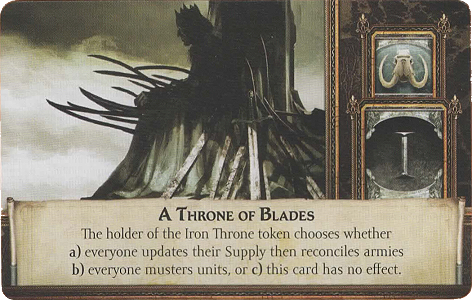 A Throne of Blades
The holder of the Iron Throne token chooses whether
a) everyone updates their Supply then reconciles armies
b) everyone musters units, or c) this card has no effect.